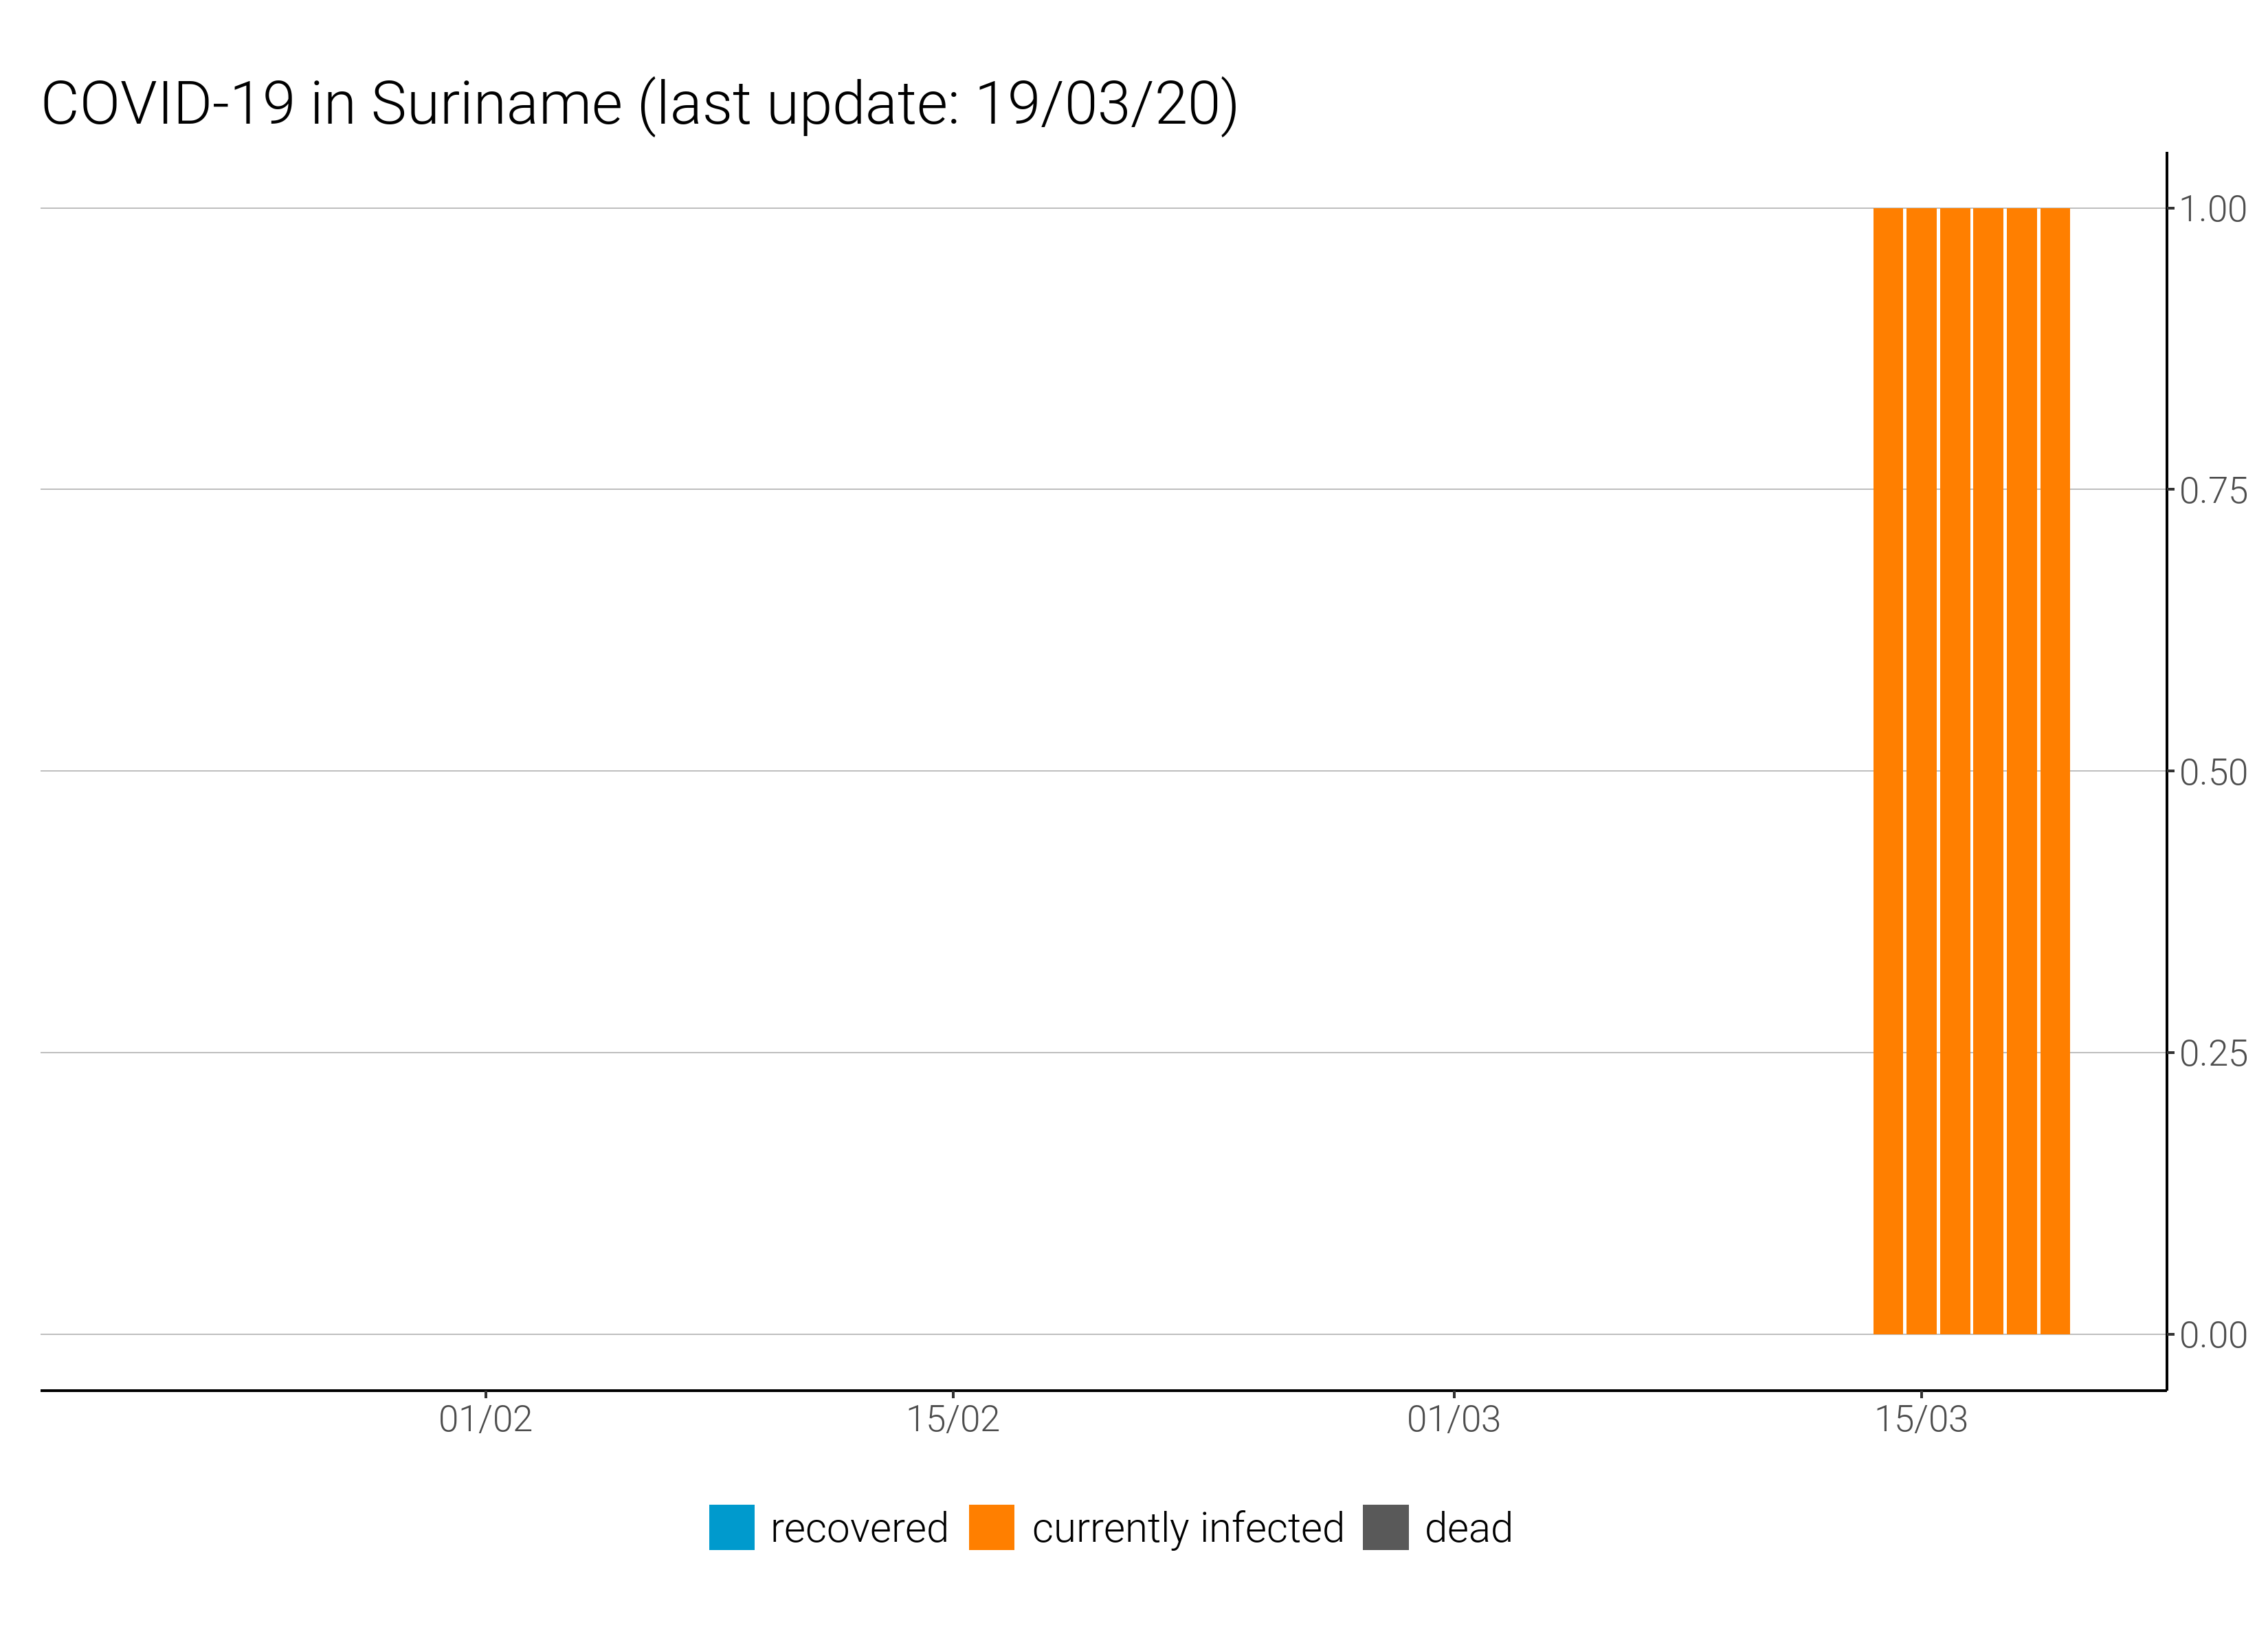 COVID-19 in Suriname (last update: 19/03/20)
1.00
0.75
0.50
0.25
0.00
01/02 15/02 01/03 15/03
recovered currently infected dead